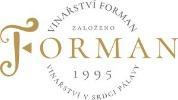 VINAŘSTVÍ FORMAN
ZALOŽENO
FORMAN
1995
VINAŘSTVÍ V SRDCI PÁLAVY